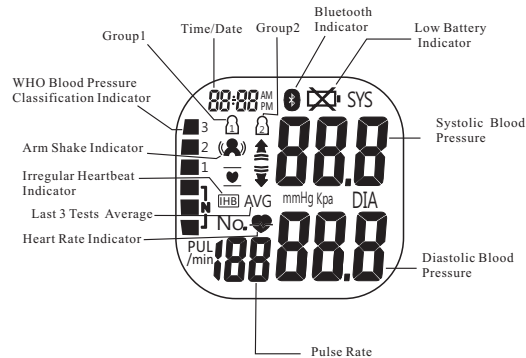 Bluetooth
Indicator
Group1
Time/Date
Group2
Low Battery
Indicator
88:88 AM
PM
SYS
WHO Blood Pressure
Classification Indicator
3
1
2
Systolic Blood
Pressure
88.8
2
Arm Shake Indicator
1
Irregular Heartbeat
Indicator
IHB
AVG
mmHg Kpa
DIA
N
Last 3 Tests Average
No.
Heart Rate Indicator
PUL
/min
188
88.8
Diastolic Blood
Pressure
Pulse Rate